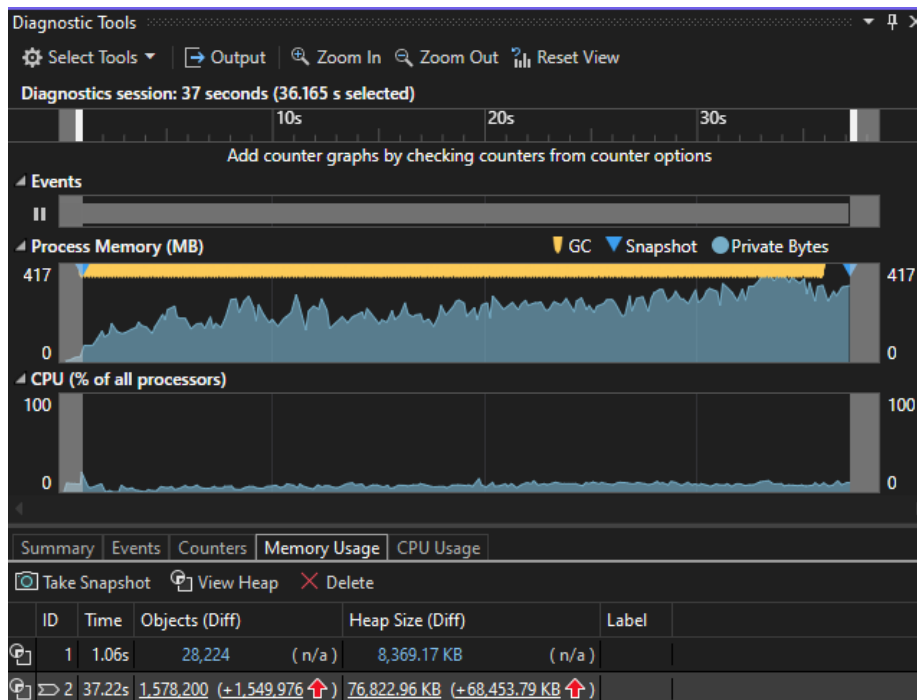 Diagnostic Tools
Select Tools Output Zoom In Zoom Out Reset View
Diagnostics session: 37 seconds (36.165 s selected)
10s 20s 30s
Add counter graphs by checking counters from counter options
Events
Process Memory (MB) GC Snapshot Private Bytes
417 417
0 0
CPU (% of all processors)
100 100
0 0
Summary Events Counters Memory Usage CPU Usage
Take Snapshot View Heap Delete
ID Time Objects (Diff) Heap Size (Diff) Label
1 1.06s 28,224 (n/a) 8,369.17 KB (n/a)
2 37.22s 1,578,200 (+1,549,976) 76,822.96 KB (+68,453.79 KB)